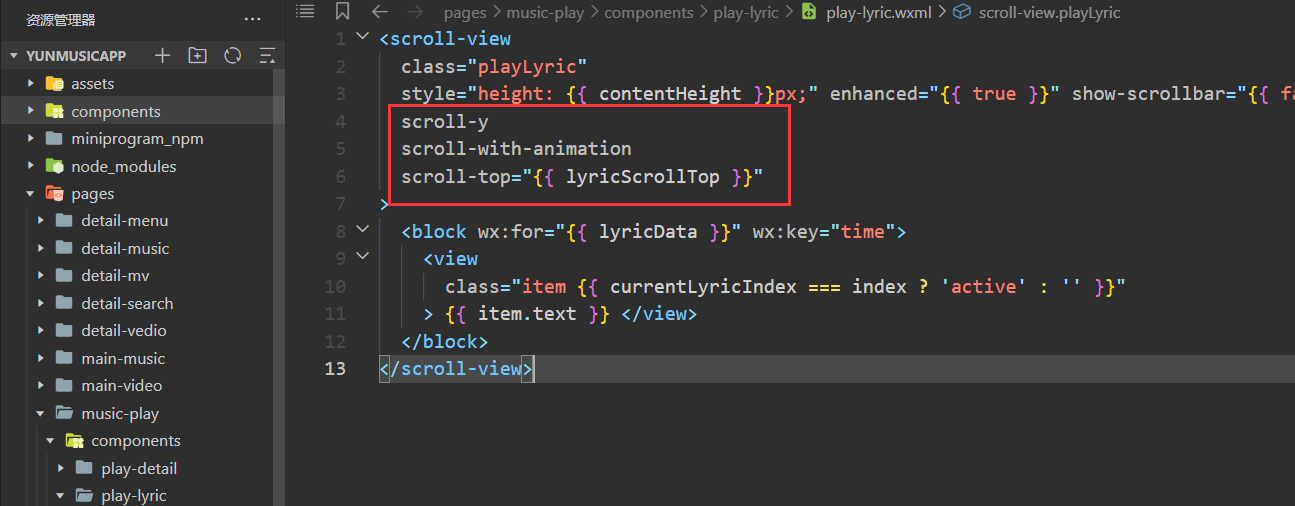 资源管理器 ...
YUNMUSICAPP
assets
components
miniprogram_npm
node_modules
pages
detail-menu
detail-music
detail-mv
detail-search
detail-vedio
main-music
main-video
music-play
components
play-detail
play-lyric
pages > music-play > components > play-lyric > play-lyric.wxml > scroll-view.playLyric
1 <scroll-view
2 class="playLyric"
3 style="height: {{ contentHeight }}px;" enhanced="{{ true }}" show-scrollbar="{{
4 scroll-y
5 scroll-with-animation
6 scroll-top="{{ lyricScrollTop }}"
7 >
8 <block wx:for="{{ lyricData }}" wx:key="time">
9 <view
10 class="item {{ currentLyricIndex === index ? 'active' : '' }}"
11 > {{ item.text }} </view>
12 </block>
13 </scroll-view>